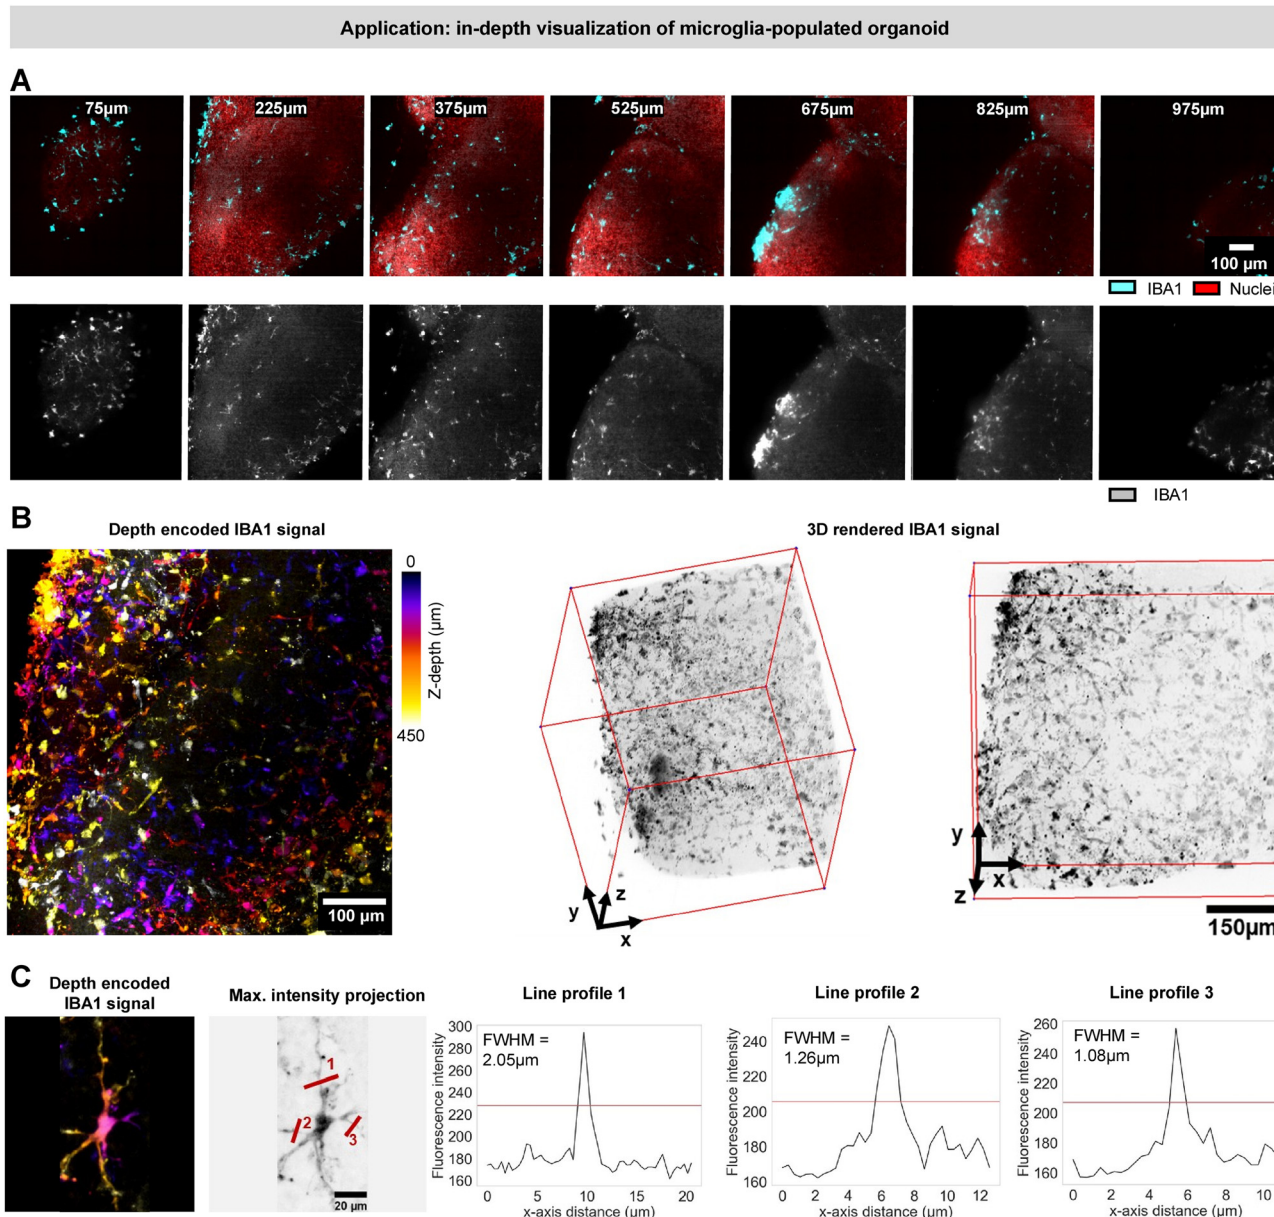 Application: in-depth visualization of microglia-populated organoid
A
75µm 225µm 375µm 525µm 675µm 825µm 975µm
100 µm
IBA1 Nuclei
IBA1
B
Depth encoded IBA1 signal
3D rendered IBA1 signal
0
Z-depth (µm)
450
100 µm
y
z
x
y
x
z
150µm
C
Depth encoded
IBA1 signal
Max. intensity projection
1
2
3
20 µm
Line profile 1
FWHM =
2.05µm
Fluorescence intensity
300
280
260
240
220
200
180
160
0 5 10 15 20
x-axis distance (µm)
Line profile 2
FWHM =
1.26µm
Fluorescence intensity
240
220
200
180
160
0 2 4 6 8 10 12
x-axis distance (µm)
Line profile 3
FWHM =
1.08µm
Fluorescence intensity
260
240
220
200
180
160
0 2 4 6 8 10
x-axis distance (µm)